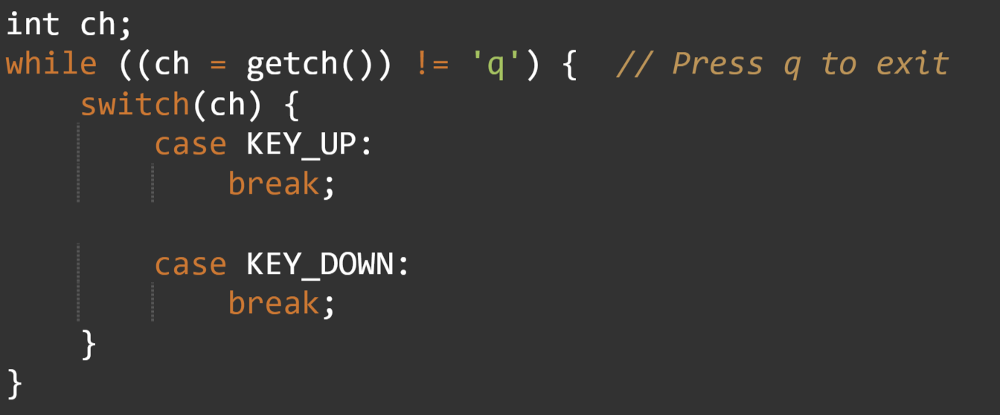 int ch;
while ((ch = getch()) != 'q') {  // Press q to exit
    switch(ch) {
        case KEY_UP:
            break;

        case KEY_DOWN:
            break;
    }
}